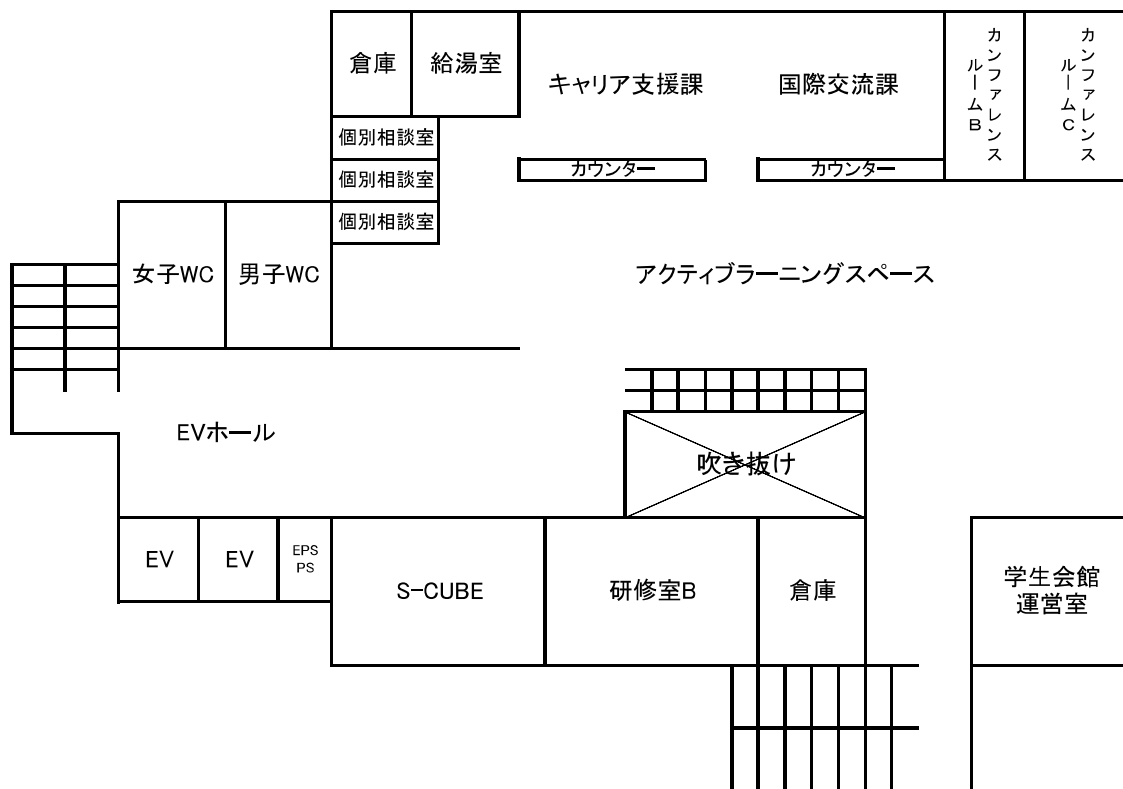 倉庫
給湯室
キャリア支援課
国際交流課
カンファレンス
ルームB
カンファレンス
ルームC
個別相談室
個別相談室
個別相談室
カウンター
カウンター
女子WC
男子WC
アクティブラーニングスペース
EVホール
吹き抜け
EV
EV
EPS
PS
S-CUBE
研修室B
倉庫
学生会館
運営室